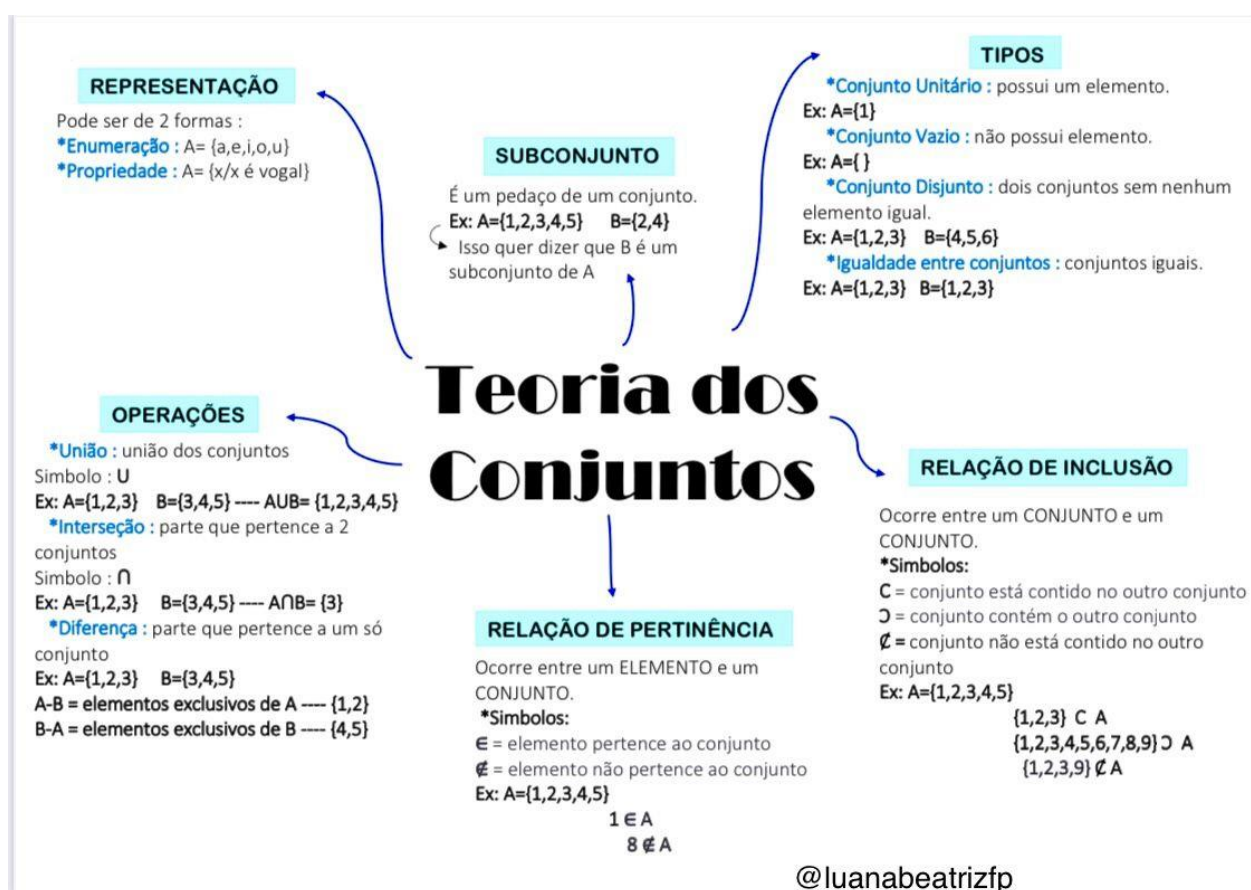 REPRESENTAÇÃO
Pode ser de 2 formas :
*Enumeração : A= {a,e,i,o,u}
*Propriedade : A= {x/x é vogal}
SUBCONJUNTO
É um pedaço de um conjunto.
Ex: A={1,2,3,4,5} B={2,4}
Isso quer dizer que B é um
subconjunto de A
TIPOS
*Conjunto Unitário : possui um elemento.
Ex: A={1}
*Conjunto Vazio : não possui elemento.
Ex: A={ }
*Conjunto Disjunto : dois conjuntos sem nenhum
elemento igual.
Ex: A={1,2,3} B={4,5,6}
*Igualdade entre conjuntos : conjuntos iguais.
Ex: A={1,2,3} B={1,2,3}
Teoria dos
Conjuntos
OPERAÇÕES
*União : união dos conjuntos
Simbolo : U
Ex: A={1,2,3} B={3,4,5} ---- AUB= {1,2,3,4,5}
*Interseção : parte que pertence a 2
conjuntos
Simbolo : ∩
Ex: A={1,2,3} B={3,4,5} ---- A∩B= {3}
*Diferença : parte que pertence a um só
conjunto
Ex: A={1,2,3} B={3,4,5}
A-B = elementos exclusivos de A ---- {1,2}
B-A = elementos exclusivos de B ---- {4,5}
RELAÇÃO DE PERTINÊNCIA
Ocorre entre um ELEMENTO e um
CONJUNTO.
*Simbolos:
∈ = elemento pertence ao conjunto
∉ = elemento não pertence ao conjunto
Ex: A={1,2,3,4,5}
1 ∈ A
8 ∉ A
RELAÇÃO DE INCLUSÃO
Ocorre entre um CONJUNTO e um
CONJUNTO.
*Simbolos:
⊂ = conjunto está contido no outro conjunto
⊃ = conjunto contém o outro conjunto
⊄ = conjunto não está contido no outro
conjunto
Ex: A={1,2,3,4,5}
{1,2,3} ⊂ A
{1,2,3,4,5,6,7,8,9} ⊃ A
{1,2,3,9} ⊄ A
@luanabeatrizfp